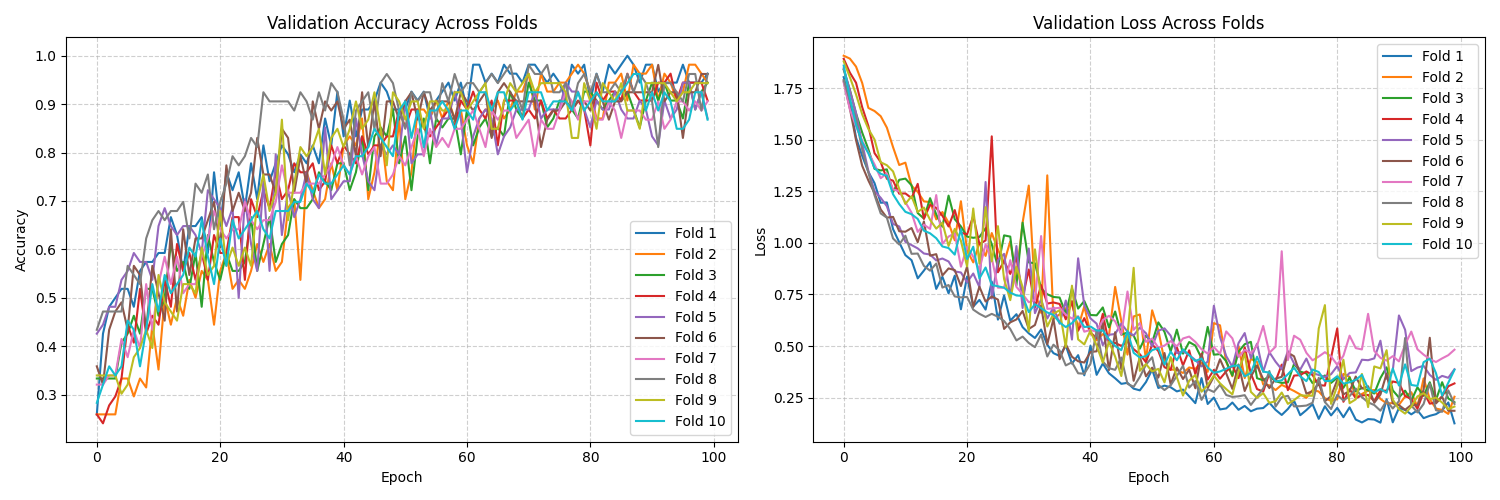 Validation Accuracy Across Folds
1.0
0.9
0.8
0.7
0.6
0.5
0.4
0.3
Accuracy
0
20
40
60
80
100
Epoch
Fold 1
Fold 2
Fold 3
Fold 4
Fold 5
Fold 6
Fold 7
Fold 8
Fold 9
Fold 10
Validation Loss Across Folds
1.75
1.50
1.25
1.00
0.75
0.50
0.25
Loss
0
20
40
60
80
100
Epoch
Fold 1
Fold 2
Fold 3
Fold 4
Fold 5
Fold 6
Fold 7
Fold 8
Fold 9
Fold 10